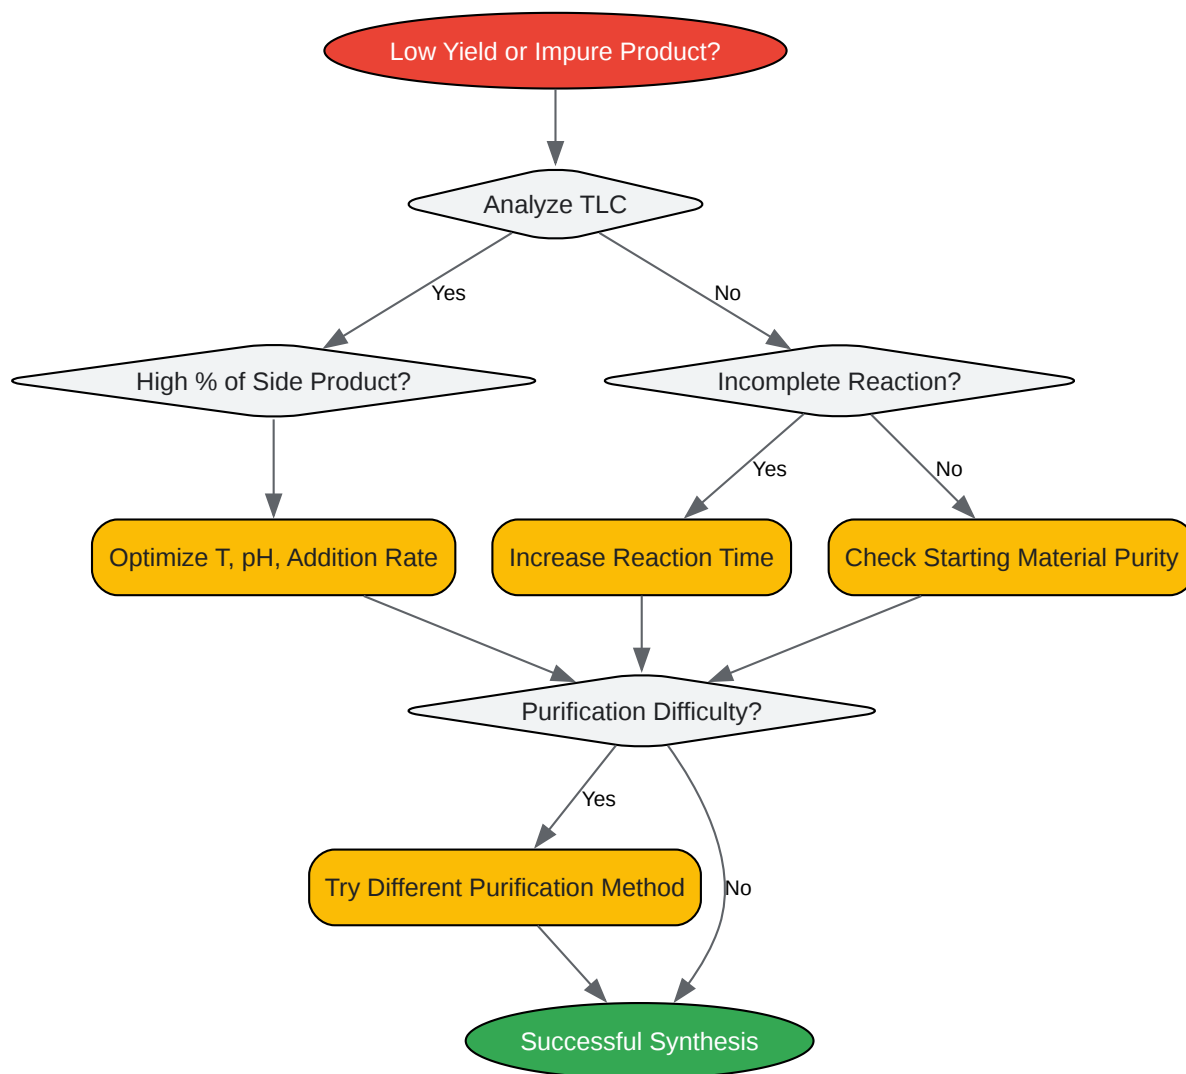 Low Yield or Impure Product?
Analyze TLC
Yes
No
High % of Side Product?
Incomplete Reaction?
Yes
No
Optimize T, pH, Addition Rate
Increase Reaction Time
Check Starting Material Purity
Purification Difficulty?
Yes
Try Different Purification Method
No
Successful Synthesis